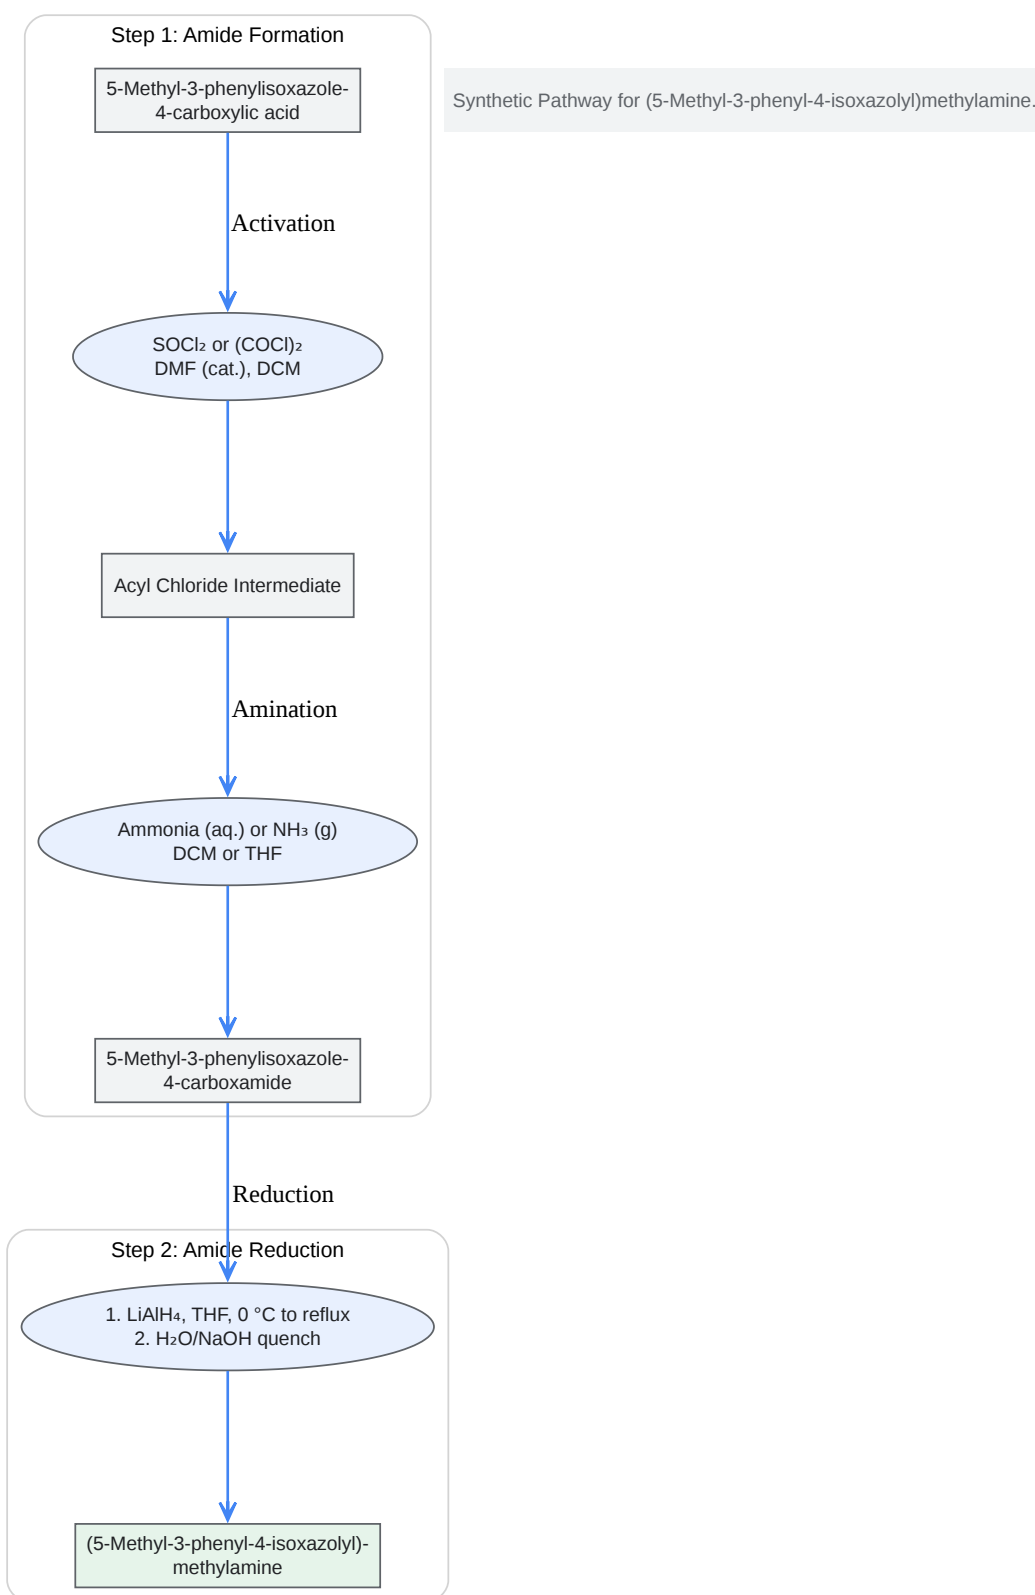 Step 1: Amide Formation
5-Methyl-3-phenylisoxazole-
4-carboxylic acid
Synthetic Pathway for (5-Methyl-3-phenyl-4-isoxazolyl)methylamine.
Activation
SOCl₂ or (COCl)₂
DMF (cat.), DCM
Acyl Chloride Intermediate
Amination
Ammonia (aq.) or NH₃ (g)
DCM or THF
5-Methyl-3-phenylisoxazole-
4-carboxamide
Reduction
Step 2: Amide Reduction
1. LiAlH₄, THF, 0 °C to reflux
2. H₂O/NaOH quench
(5-Methyl-3-phenyl-4-isoxazolyl)-
methylamine